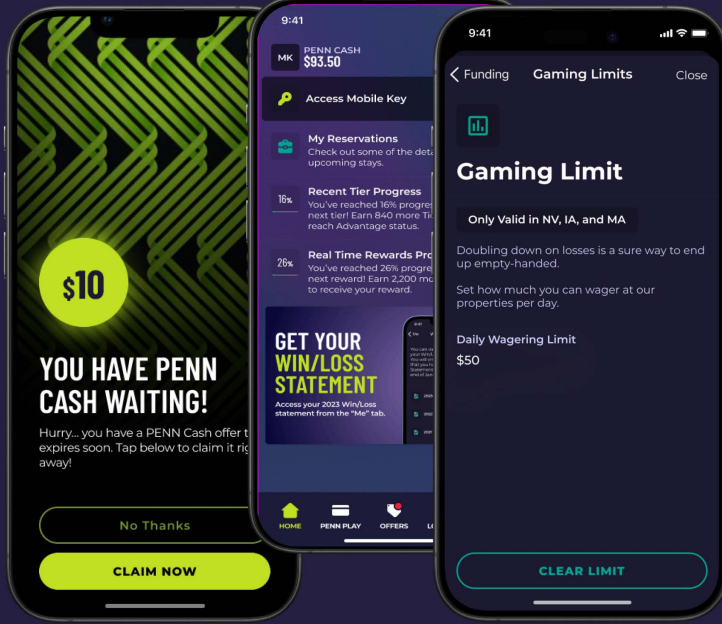 $10
YOU HAVE PENN
CASH WAITING!
Hurry... you have a PENN Cash offer
expires soon. Tap below to claim it
away!
No Thanks
CLAIM NOW
9:41
MK
PENN CASH
$93.50
Access Mobile Key
My Reservations
Check out some of the
upcoming stays.
16%
Recent Tier Progress
You've reached 16%
next tier! Earn 840 more
reach Advantage status.
26%
Real Time Rewards
You've reached 26%
next reward! Earn 2,200
to receive your reward.
GET YOUR
WIN/LOSS
STATEMENT
Access your 2023 Win/Loss
statement from the "Me" tab.
HOME
PENN PLAY
OFFERS
9:41
Funding
Gaming Limits
Close
Gaming Limit
Only Valid in NV, IA, and MA
Doubling down on losses is a sure way to end
up empty-handed.
Set how much you can wager at our
properties per day.
Daily Wagering Limit
$50
CLEAR LIMIT